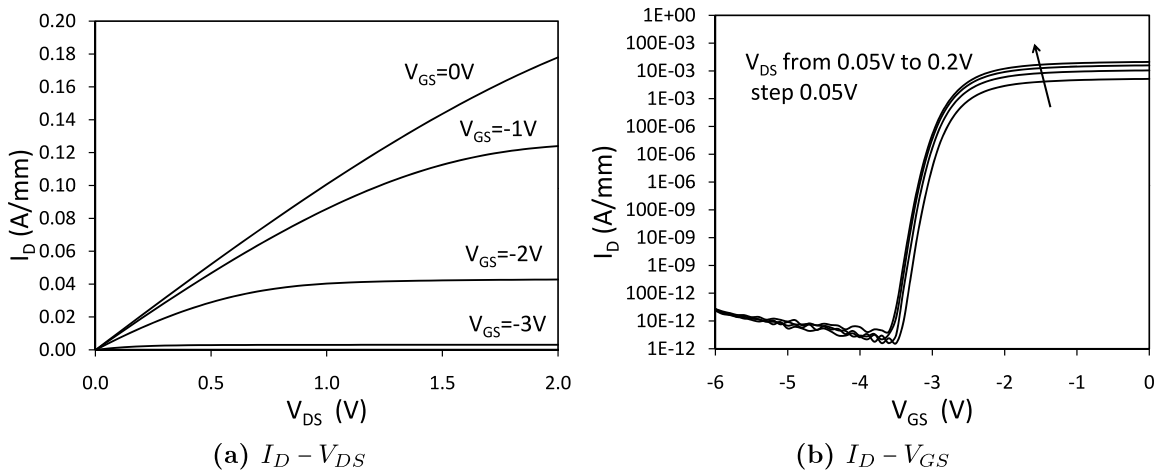 0.20
0.18
0.16
0.14
0.12
0.10
0.08
0.06
0.04
0.02
0.00
I_D (A/mm)
V_GS=0V
V_GS=-1V
V_GS=-2V
V_GS=-3V
0.0 0.5 1.0 1.5 2.0
V_DS (V)
(a) I_D – V_DS
1E+00
100E-03
10E-03
1E-03
100E-06
10E-06
1E-06
100E-09
10E-09
1E-09
100E-12
10E-12
1E-12
I_D (A/mm)
V_DS from 0.05V to 0.2V
step 0.05V
-6 -5 -4 -3 -2 -1 0
V_GS (V)
(b) I_D – V_GS